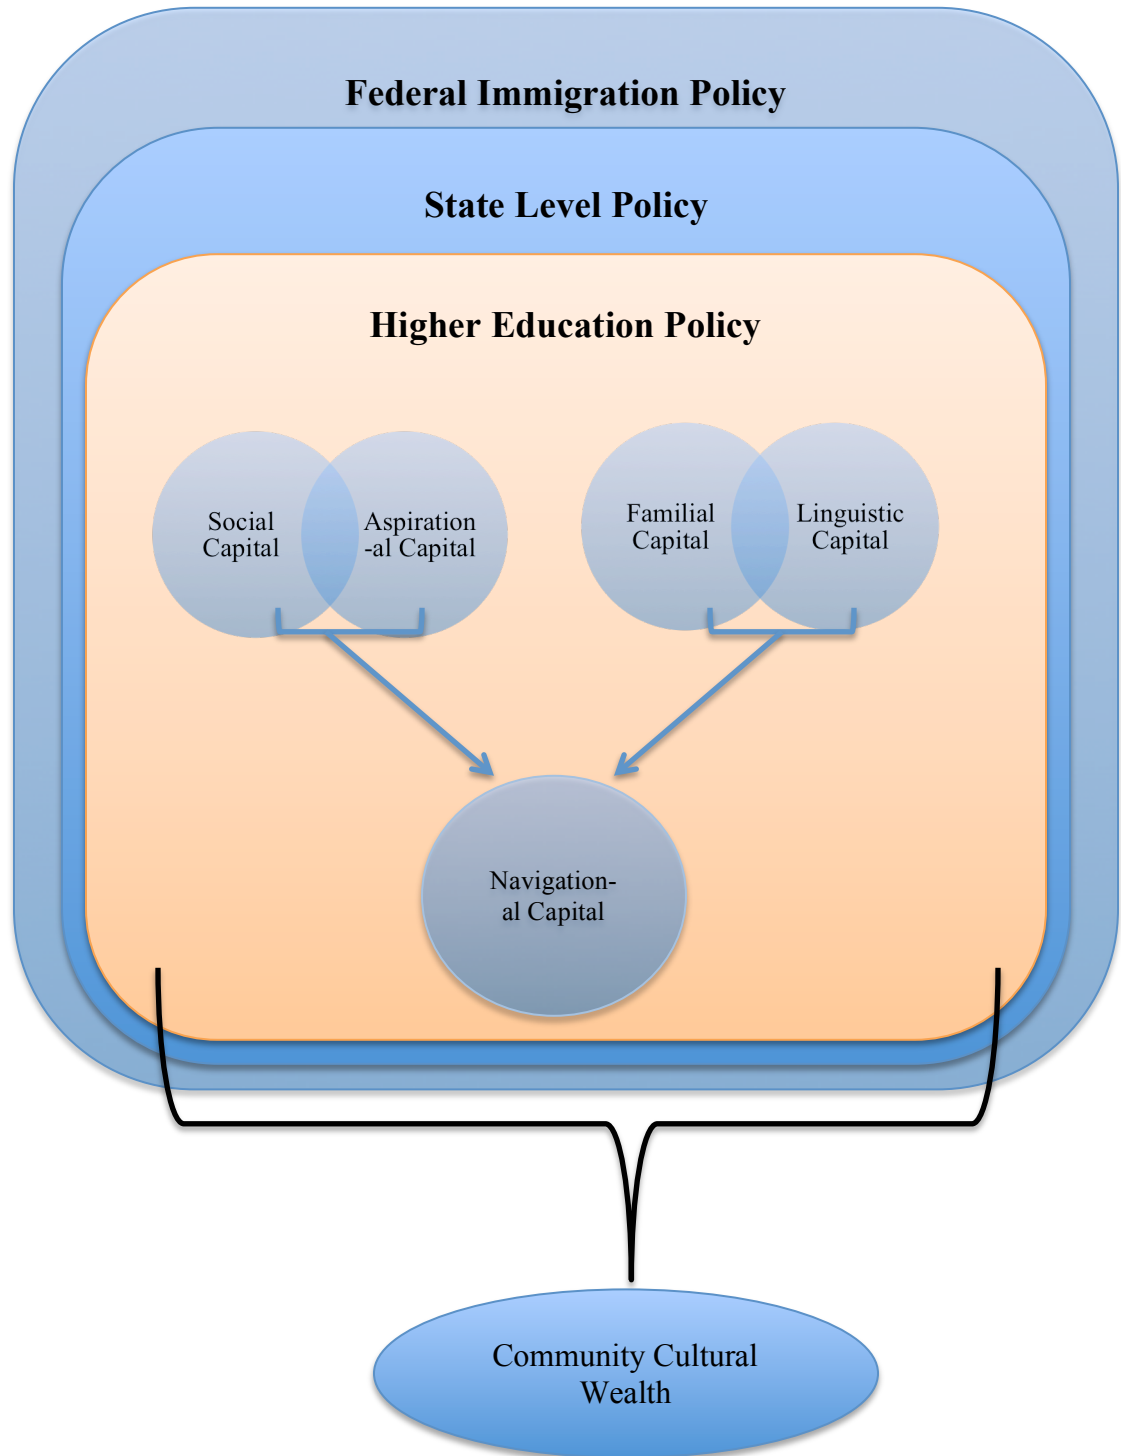 Federal Immigration Policy
State Level Policy
Higher Education Policy
Social
Capital
Aspiration
-al Capital
Familial
Capital
Linguistic
Capital
Navigation-
al Capital
Community Cultural
Wealth